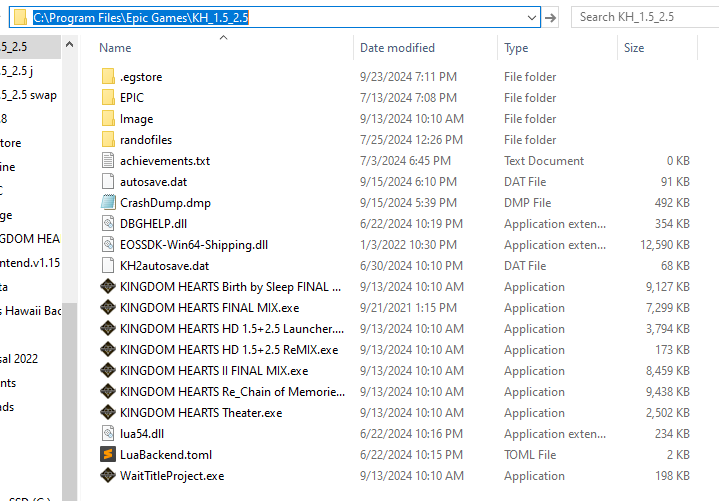 C:\Program Files\Epic Games\KH_1.5_2.5
Search KH_1.5_2.5
Name Date modified Type Size
.egstore 9/23/2024 7:11 PM File folder
EPIC 7/13/2024 7:08 PM File folder
Image 9/13/2024 10:10 AM File folder
randofiles 7/25/2024 12:26 PM File folder
achievements.txt 7/3/2024 6:45 PM Text Document 0 KB
autosave.dat 9/15/2024 6:10 PM DAT File 91 KB
CrashDump.dmp 9/15/2024 5:39 PM DMP File 492 KB
DBGHELP.dll 6/22/2024 10:19 PM Application exten... 354 KB
EOSSDK-Win64-Shipping.dll 1/3/2022 10:30 PM Application exten... 12,590 KB
KH2autosave.dat 6/30/2024 10:10 PM DAT File 68 KB
KINGDOM HEARTS Birth by Sleep FINAL ... 9/13/2024 10:10 AM Application 9,127 KB
KINGDOM HEARTS FINAL MIX.exe 9/21/2021 1:15 PM Application 7,299 KB
KINGDOM HEARTS HD 1.5+2.5 Launcher.... 9/13/2024 10:10 AM Application 3,794 KB
KINGDOM HEARTS HD 1.5+2.5 ReMIX.exe 9/13/2024 10:10 AM Application 173 KB
KINGDOM HEARTS II FINAL MIX.exe 9/13/2024 10:10 AM Application 8,459 KB
KINGDOM HEARTS Re_Chain of Memorie... 9/13/2024 10:10 AM Application 9,438 KB
KINGDOM HEARTS Theater.exe 9/13/2024 10:10 AM Application 2,502 KB
lua54.dll 6/22/2024 10:16 PM Application exten... 234 KB
LuaBackend.toml 6/22/2024 10:15 PM TOML File 2 KB
WaitTitleProject.exe 9/13/2024 10:10 AM Application 198 KB
.5_2.5
.5_2.5 j
.5_2.5 swap
.8
tore
ine
C
ge
GDOM HEAR
ntend.v1.15
ta
s Hawaii Bac
sal 2022
ents
nds
SSD (C:)